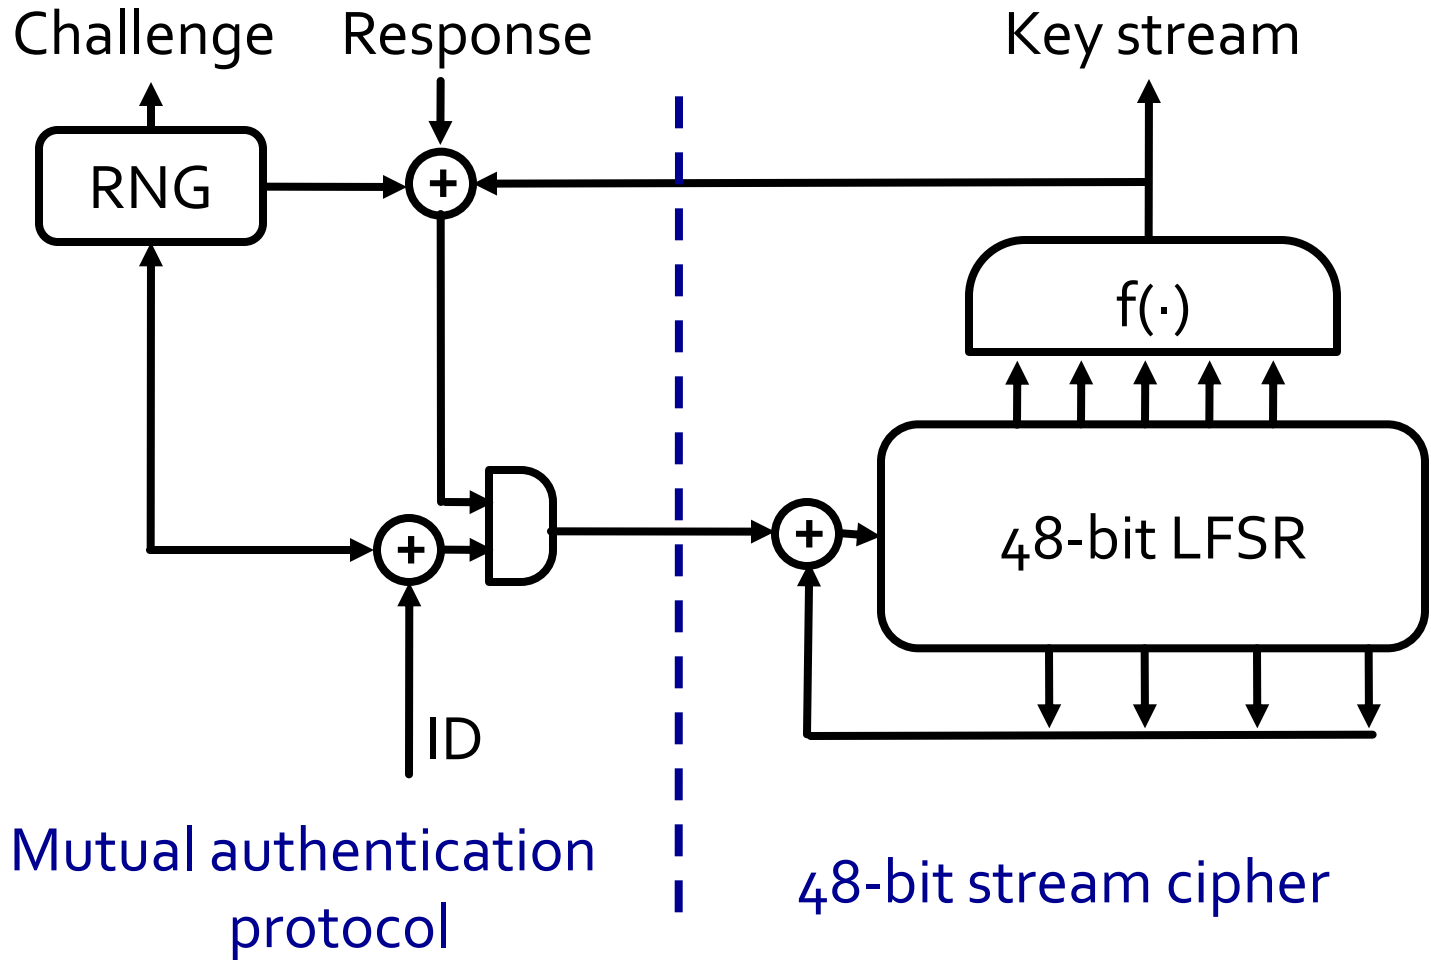 Challenge
Response
Key stream
RNG
+
f(·)
+
+
48-bit LFSR
ID
Mutual authentication
protocol
48-bit stream cipher